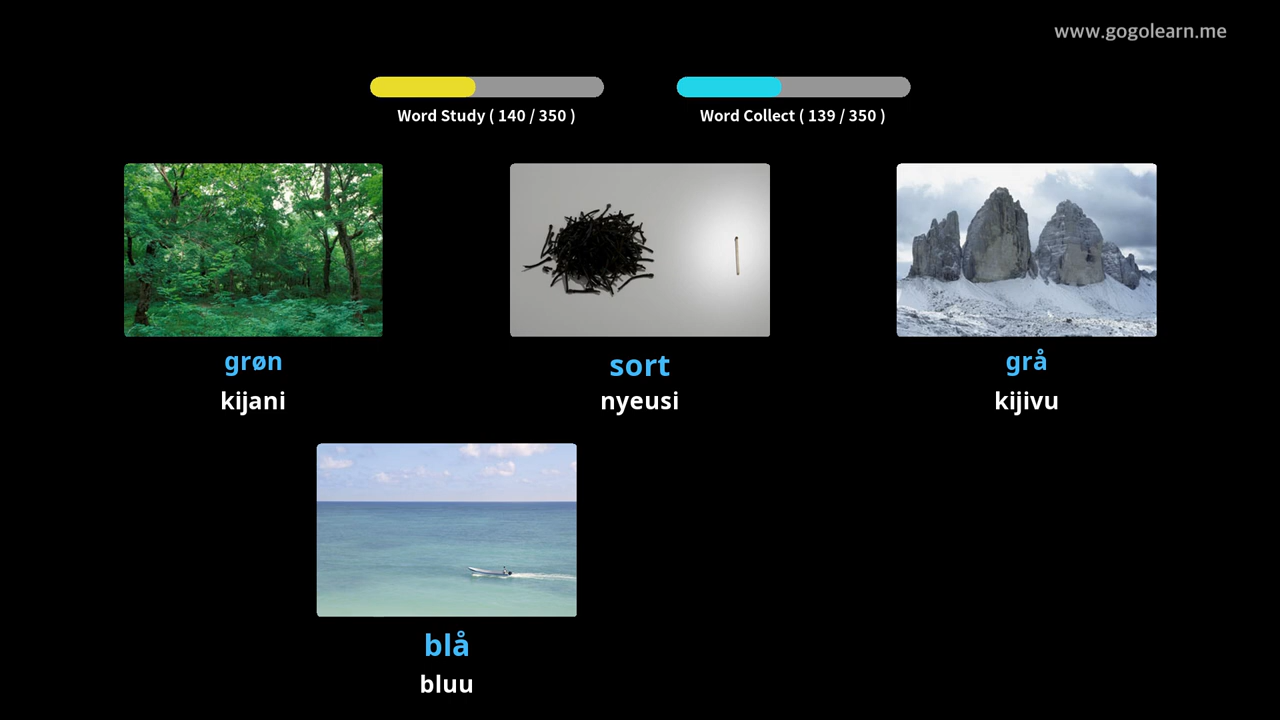 www.gogolearn.me
Word Study ( 140 / 350 )
Word Collect ( 139 / 350 )
grøn
kijani
sort
nyeusi
grå
kijivu
blå
bluu